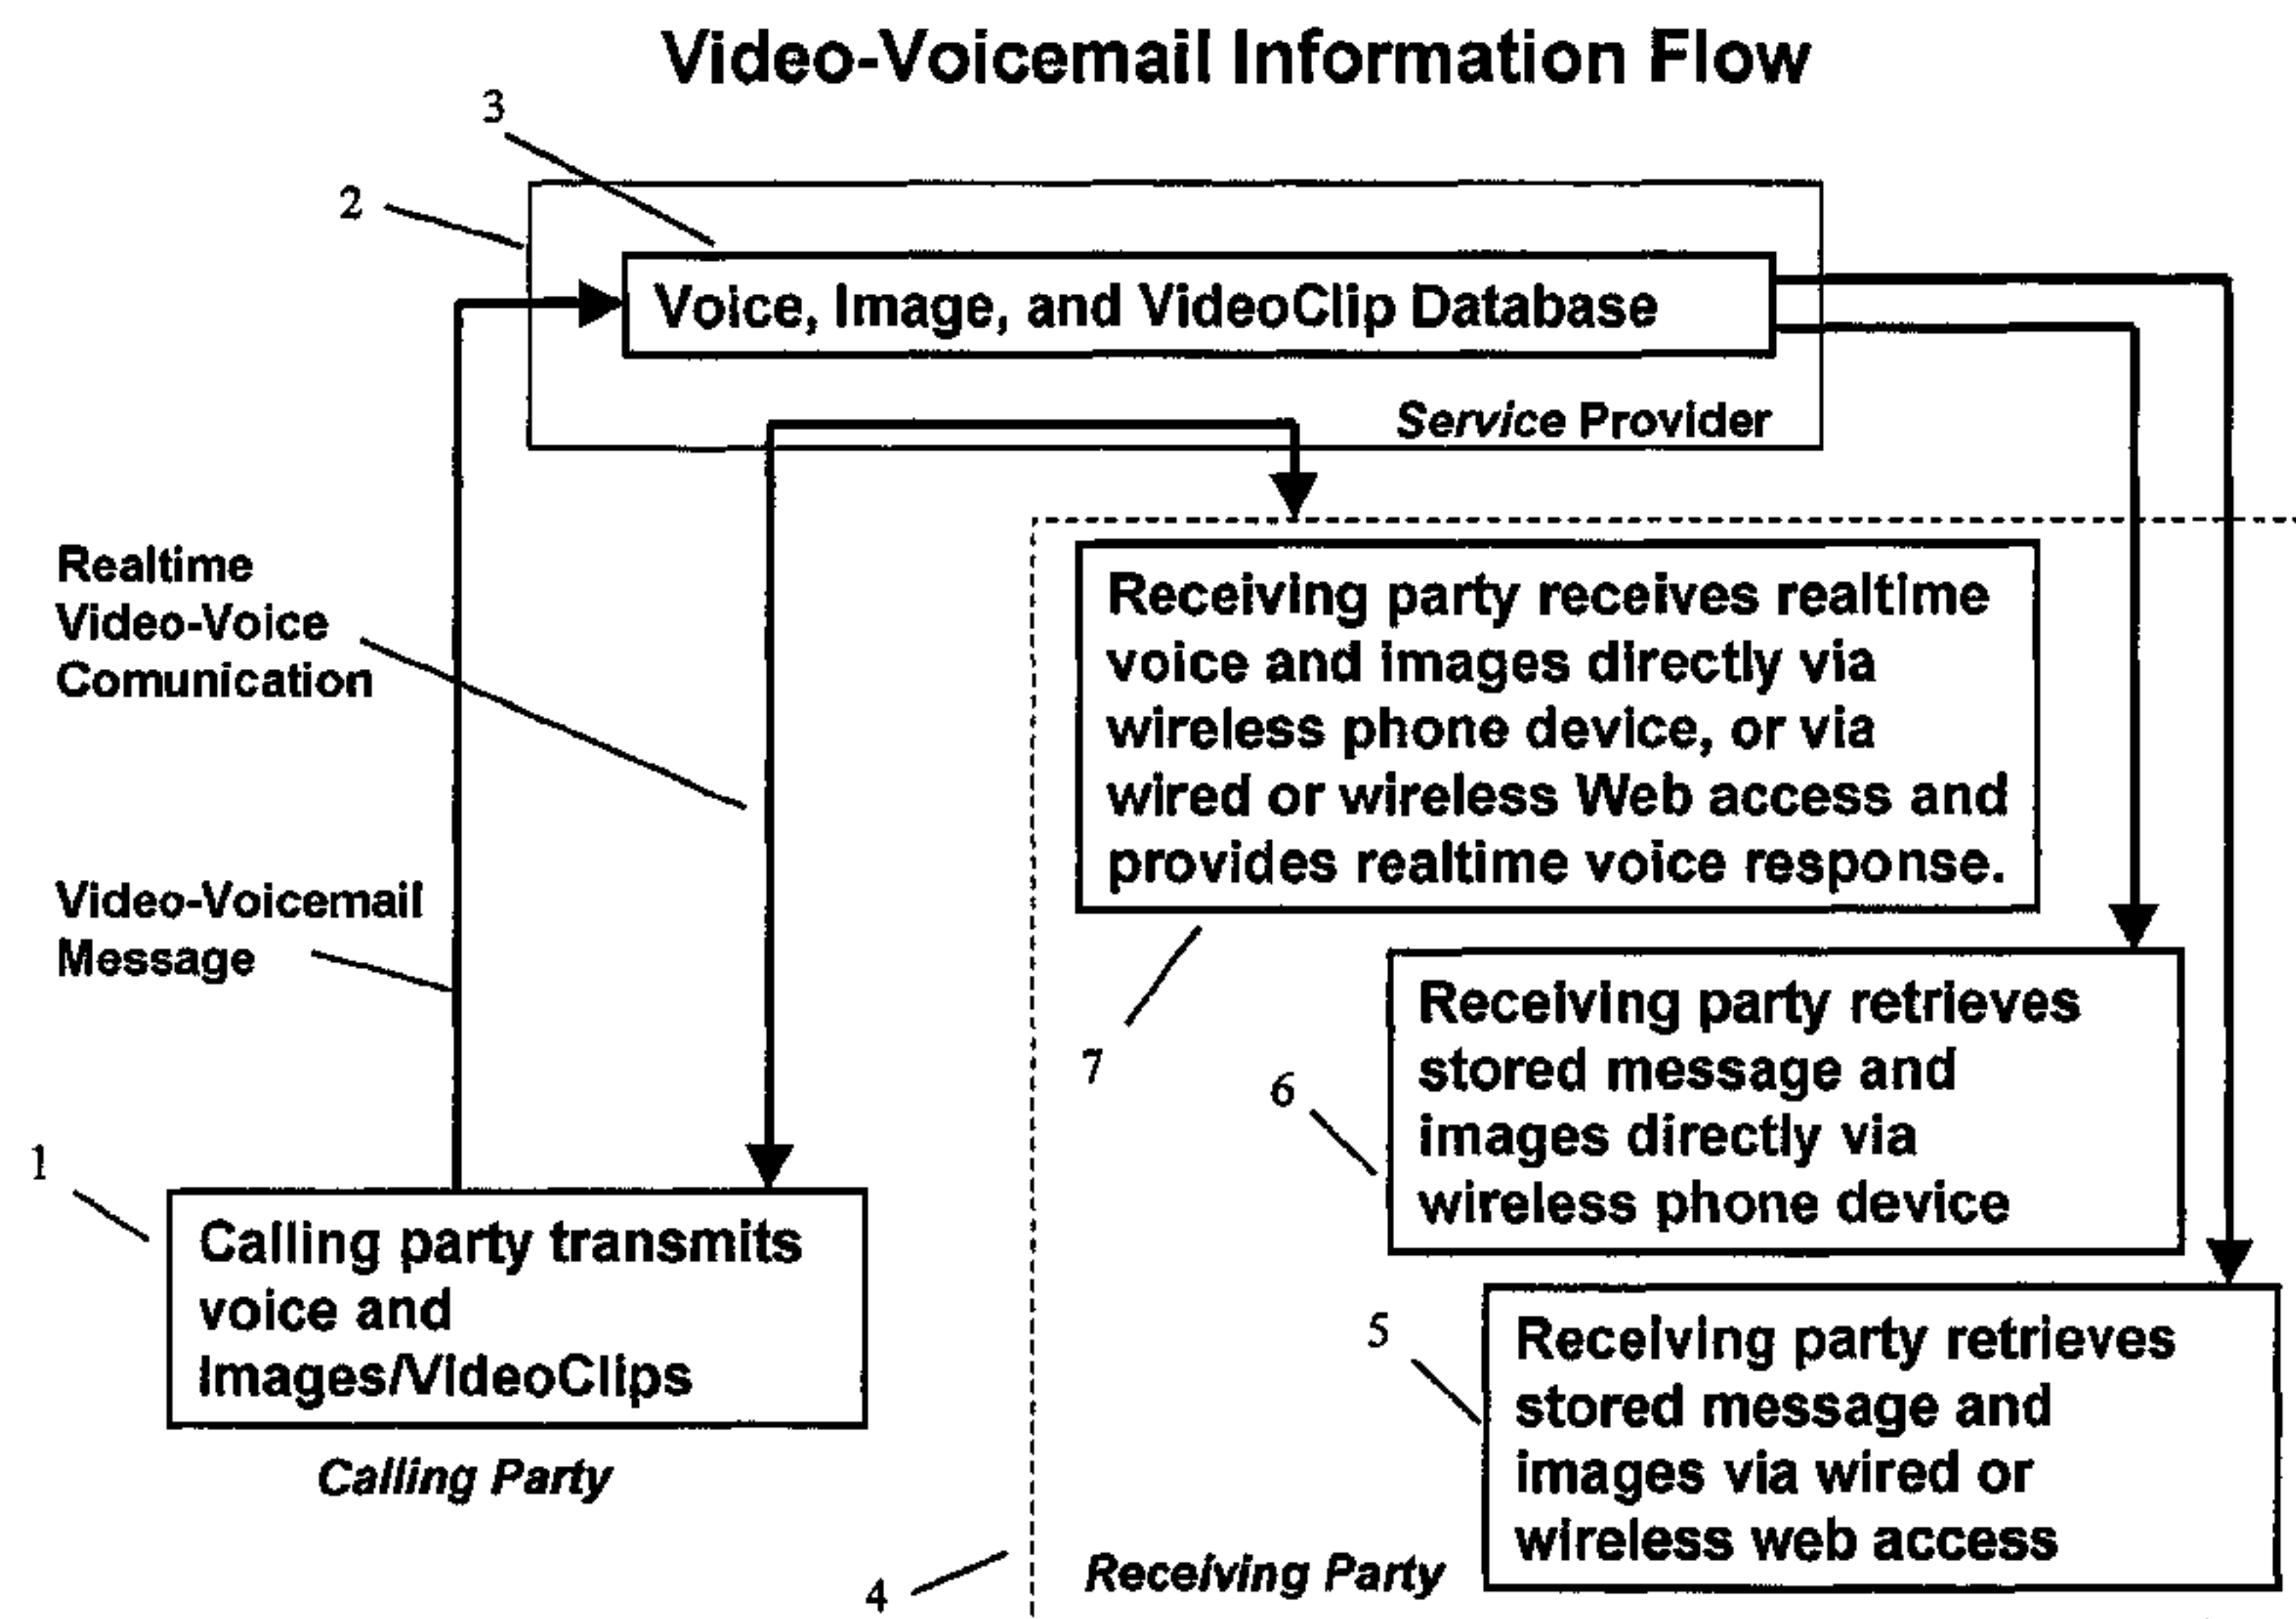 Video-Voicemail Information Flow
3
2
Voice, Image, and VideoClip Database
Service Provider
Realtime
Video-Voice
Comunication
Receiving party receives realtime
voice and images directly via
wireless phone device, or via
wired or wireless Web access and
provides realtime voice response.
Video-Voicemail
Message
7
Receiving party retrieves
stored message and
images directly via
wireless phone device
6
1
Calling party transmits
voice and
Images/VideoClips
Calling Party
5
Receiving party retrieves
stored message and
images via wired or
wireless web access
4
Receiving Party